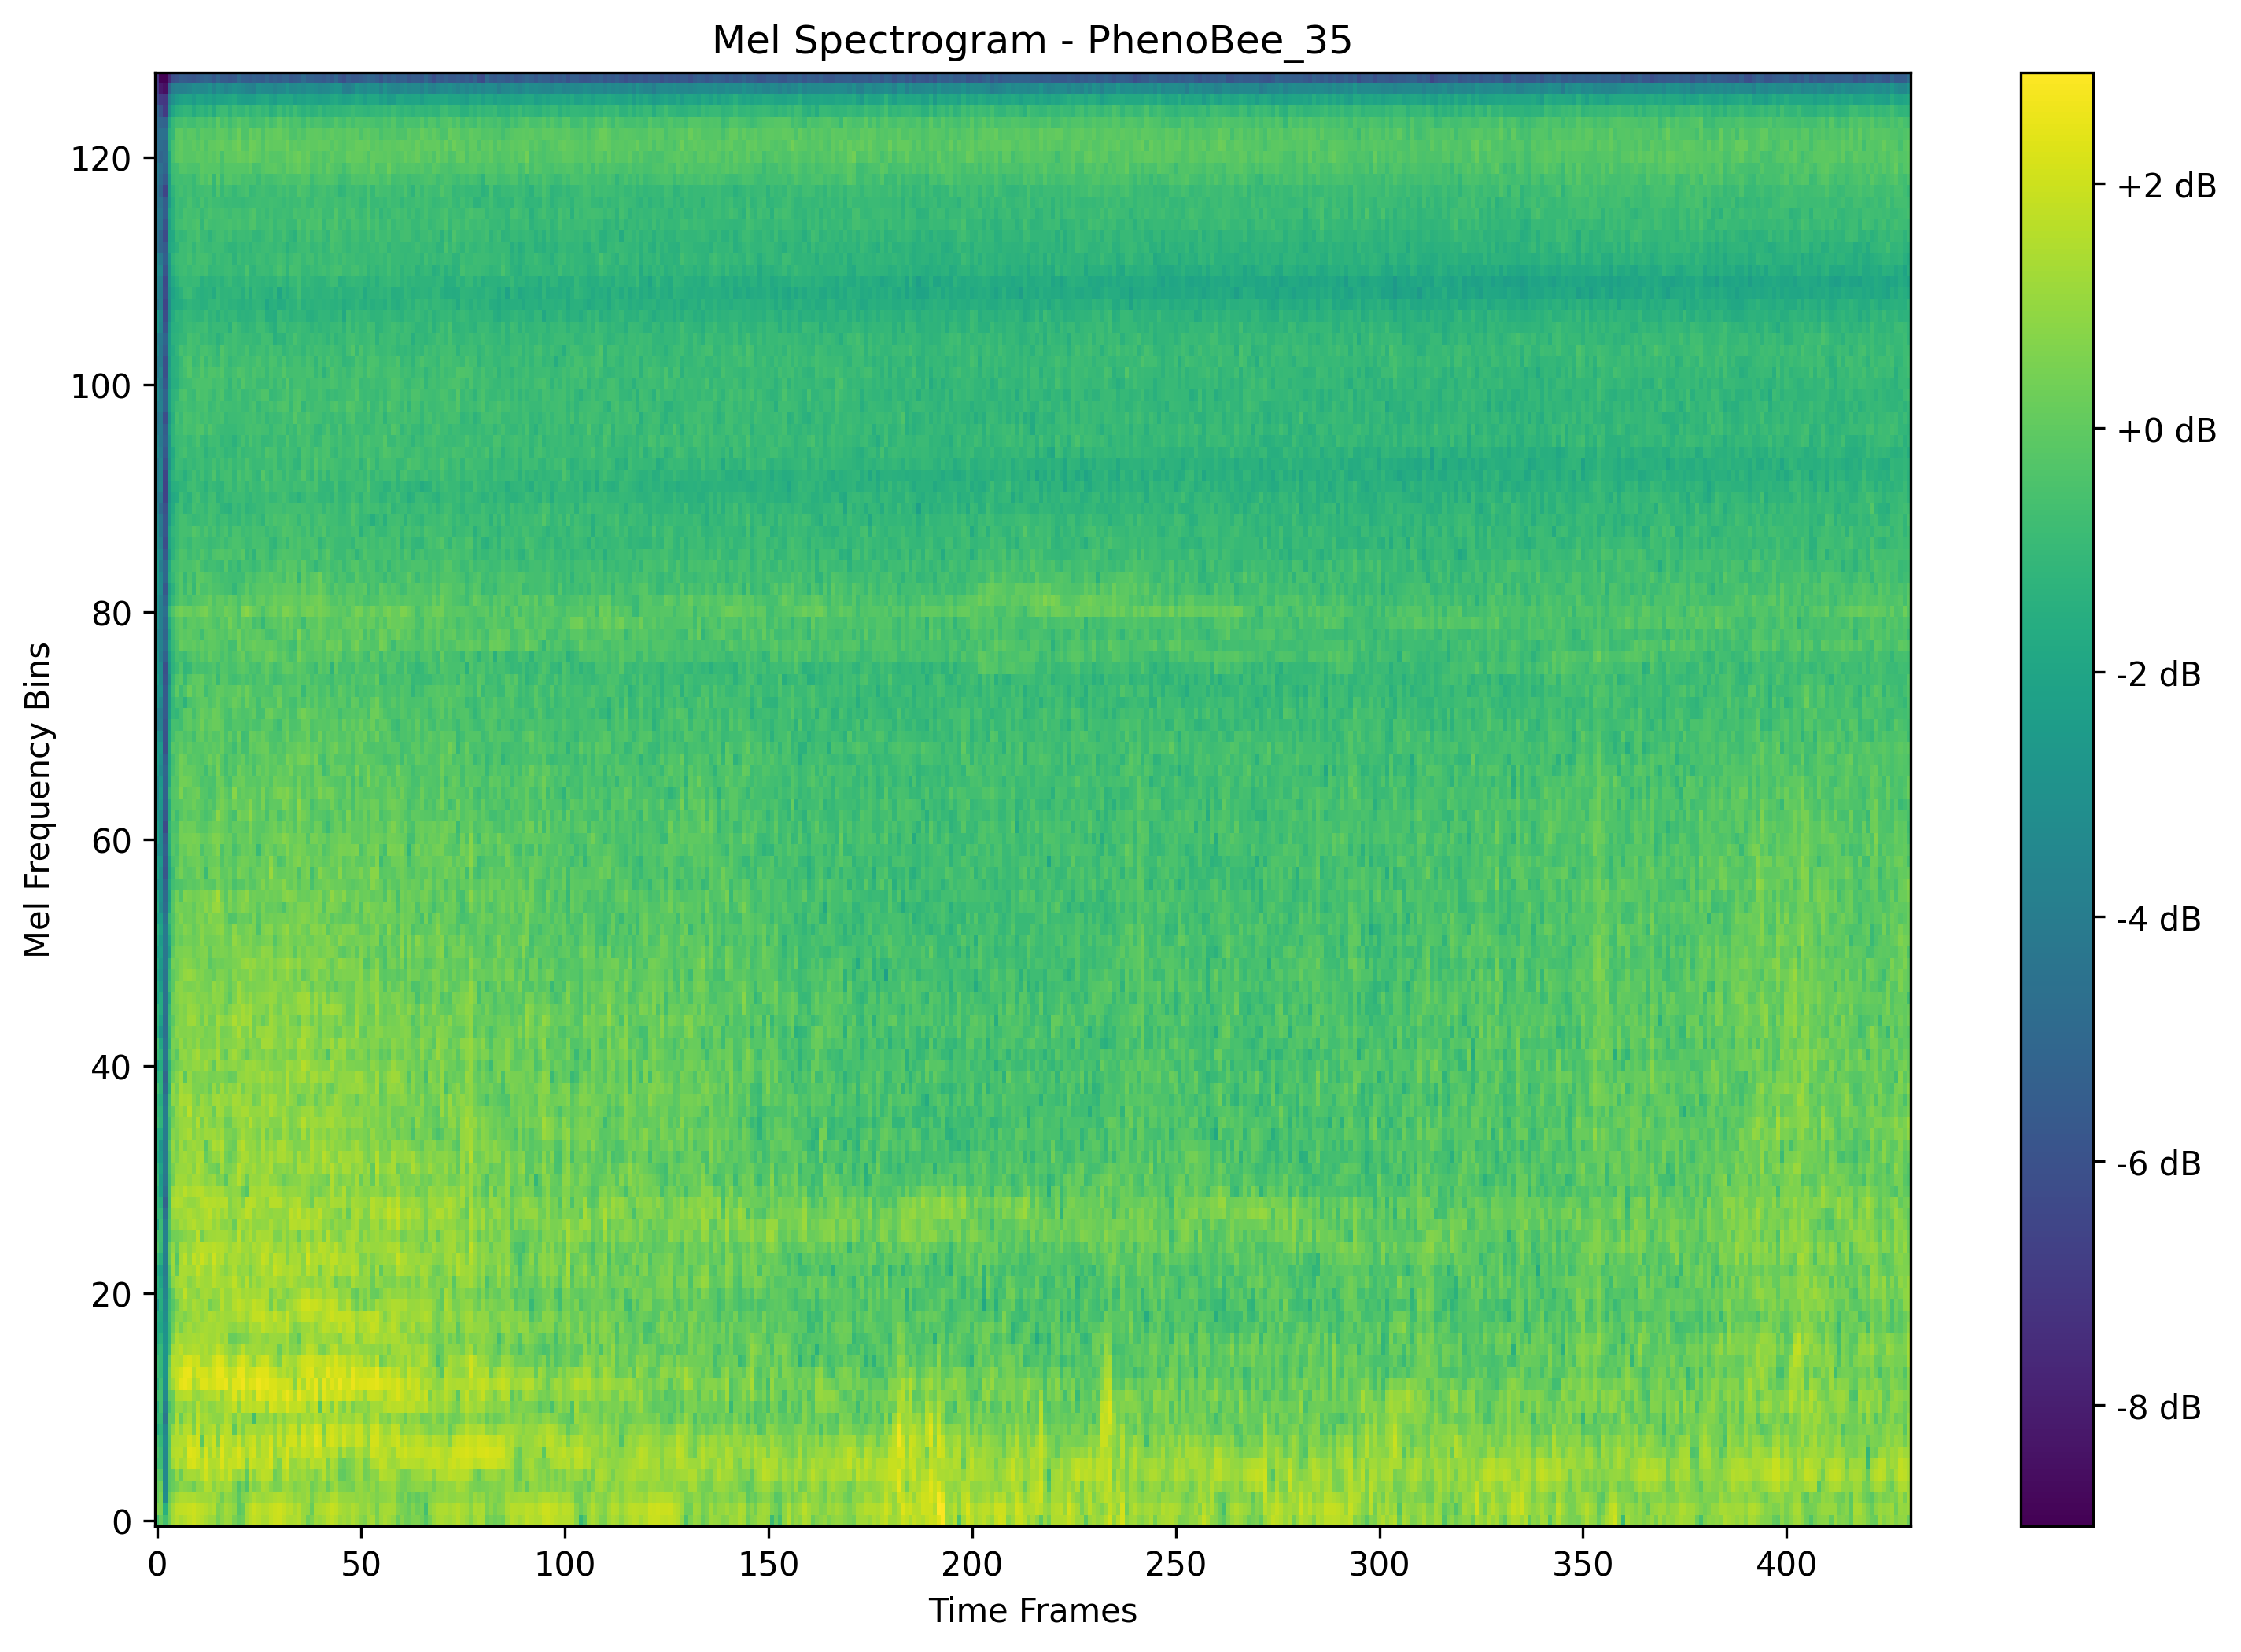 Mel Spectrogram - PhenoBee_35
Mel Frequency Bins
120
100
80
60
40
20
0
0 50 100 150 200 250 300 350 400
Time Frames
+2 dB
+0 dB
-2 dB
-4 dB
-6 dB
-8 dB